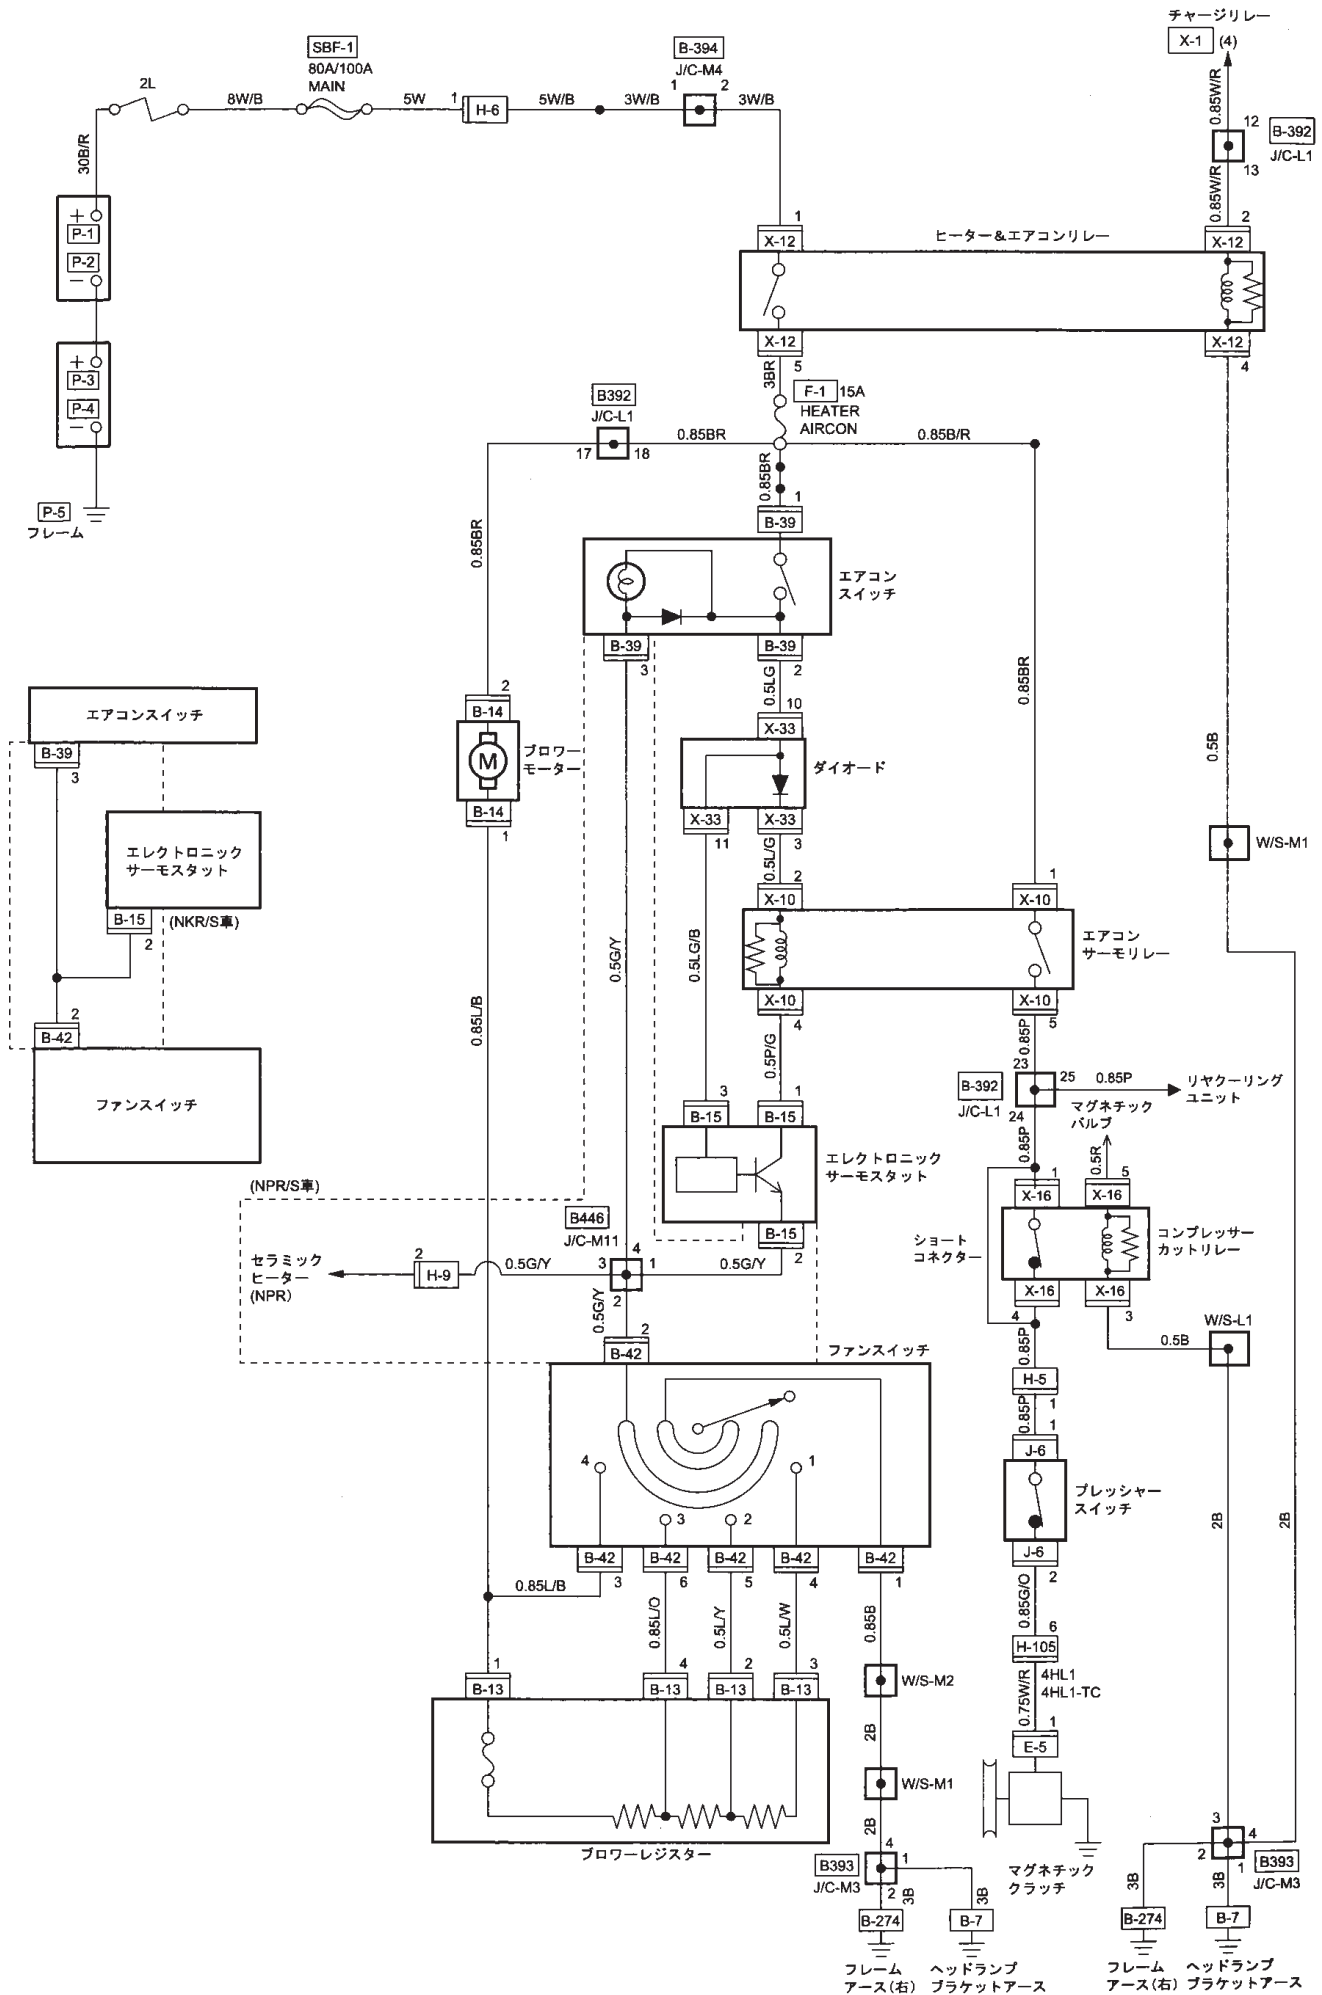 チャージリレー
X-1 (4)
SBF-1
80A/100A
MAIN
B-394
J/C-M4
2L
8W/B
5W
1
H-6
5W/B
3W/B
1
2
3W/B
0.85W/R
12
B-392
J/C-L1
13
0.85W/R
30B/R
+
P-1
P-2
−
+
P-3
P-4
−
P-5
フレーム
1
X-12
ヒーター&エアコンリレー
2
X-12
X-12
5
X-12
4
3BR
F-1 15A
HEATER
AIRCON
B392
J/C-L1
17
18
0.85BR
0.85B/R
0.85BR
1
B-39
0.85BR
エアコン
スイッチ
B-39
3
B-39
2
0.5LG
0.85BR
10
X-33
ダイオード
X-33
11
X-33
3
0.5L/G
エアコンスイッチ
B-39
3
エレクトロニック
サーモスタット
B-15
2
(NKR/S車)
2
B-42
ファンスイッチ
2
B-14
M
ブロワー
モーター
B-14
1
0.5B
W/S-M1
2
X-10
1
X-10
エアコン
サーモリレー
X-10
4
X-10
5
0.5G/Y
0.5LG/B
0.85L/B
0.5P/G
0.85P
23
25
0.85P
リヤクーリング
ユニット
B-392
J/C-L1
24
0.85P
マグネチック
バルブ
0.5R
3
B-15
1
B-15
エレクトロニック
サーモスタット
B-15
2
1
X-16
5
X-16
ショート
コネクター
コンプレッサー
カットリレー
X-16
4
X-16
3
(NPR/S車)
B446
J/C-M11
セラミック
ヒーター
(NPR)
2
H-9
0.5G/Y
3
4
1
2
0.5G/Y
0.5G/Y
W/S-L1
0.5B
0.85P
H-5
1
0.85P
1
J-6
プレッシャー
スイッチ
J-6
2
2
B-42
ファンスイッチ
4
3
2
1
B-42
3
B-42
6
B-42
5
B-42
4
B-42
1
0.85L/B
0.85L/O
0.5L/Y
0.5L/W
0.85B
0.85G/O
2B
2B
6
H-105
4HL1
4HL1-TC
0.75W/R
1
E-5
1
B-13
4
B-13
2
B-13
3
B-13
W/S-M2
2B
W/S-M1
2B
ブロワーレジスター
B393
J/C-M3
4
1
2
3B
3B
B-274
B-7
フレーム
アース(右)
ヘッドランプ
ブラケットアース
マグネチック
クラッチ
3
4
2
1
B393
J/C-M3
3B
3B
B-274
B-7
フレーム
アース(右)
ヘッドランプ
ブラケットアース